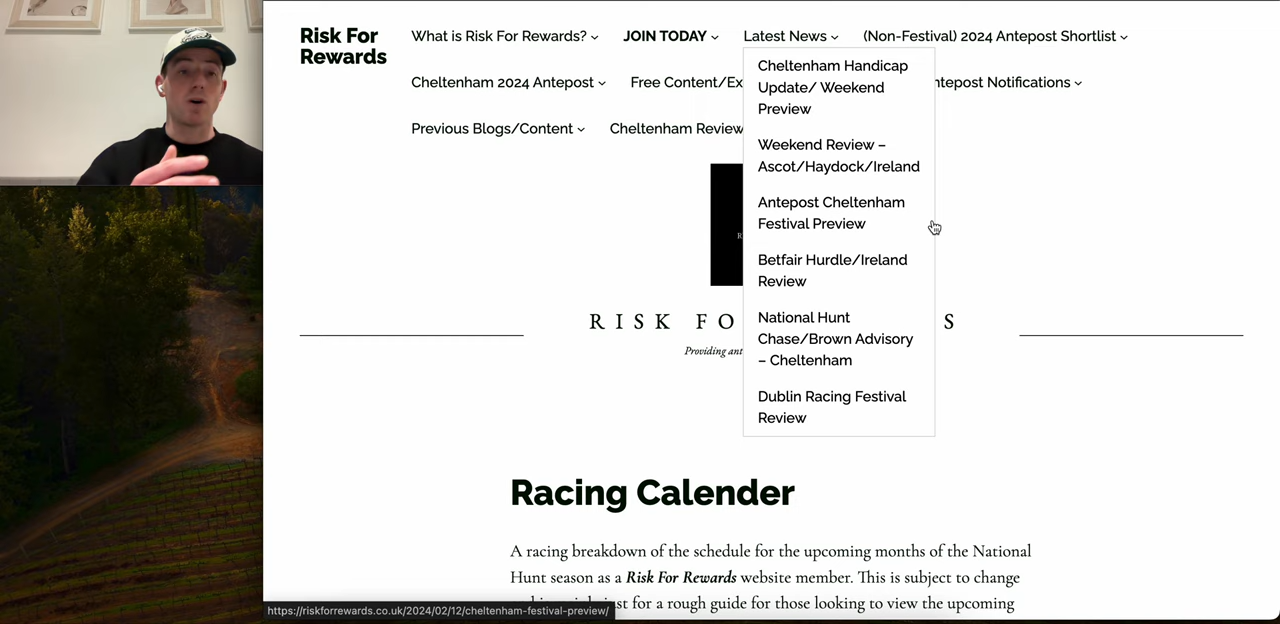 Risk For
Rewards
What is Risk For Rewards?
JOIN TODAY
Latest News
(Non-Festival) 2024 Antepost Shortlist
Cheltenham 2024 Antepost
Free Content/Ex
ntepost Notifications
Previous Blogs/Content
Cheltenham Review
Cheltenham Handicap
Update/ Weekend
Preview
Weekend Review –
Ascot/Haydock/Ireland
Antepost Cheltenham
Festival Preview
Betfair Hurdle/Ireland
Review
National Hunt
Chase/Brown Advisory
– Cheltenham
Dublin Racing Festival
Review
R
RISK FO S
Providing ant
Racing Calender
A racing breakdown of the schedule for the upcoming months of the National
Hunt season as a Risk For Rewards website member. This is subject to change
just for a rough guide for those looking to view the upcoming
https://riskforrewards.co.uk/2024/02/12/cheltenham-festival-preview/